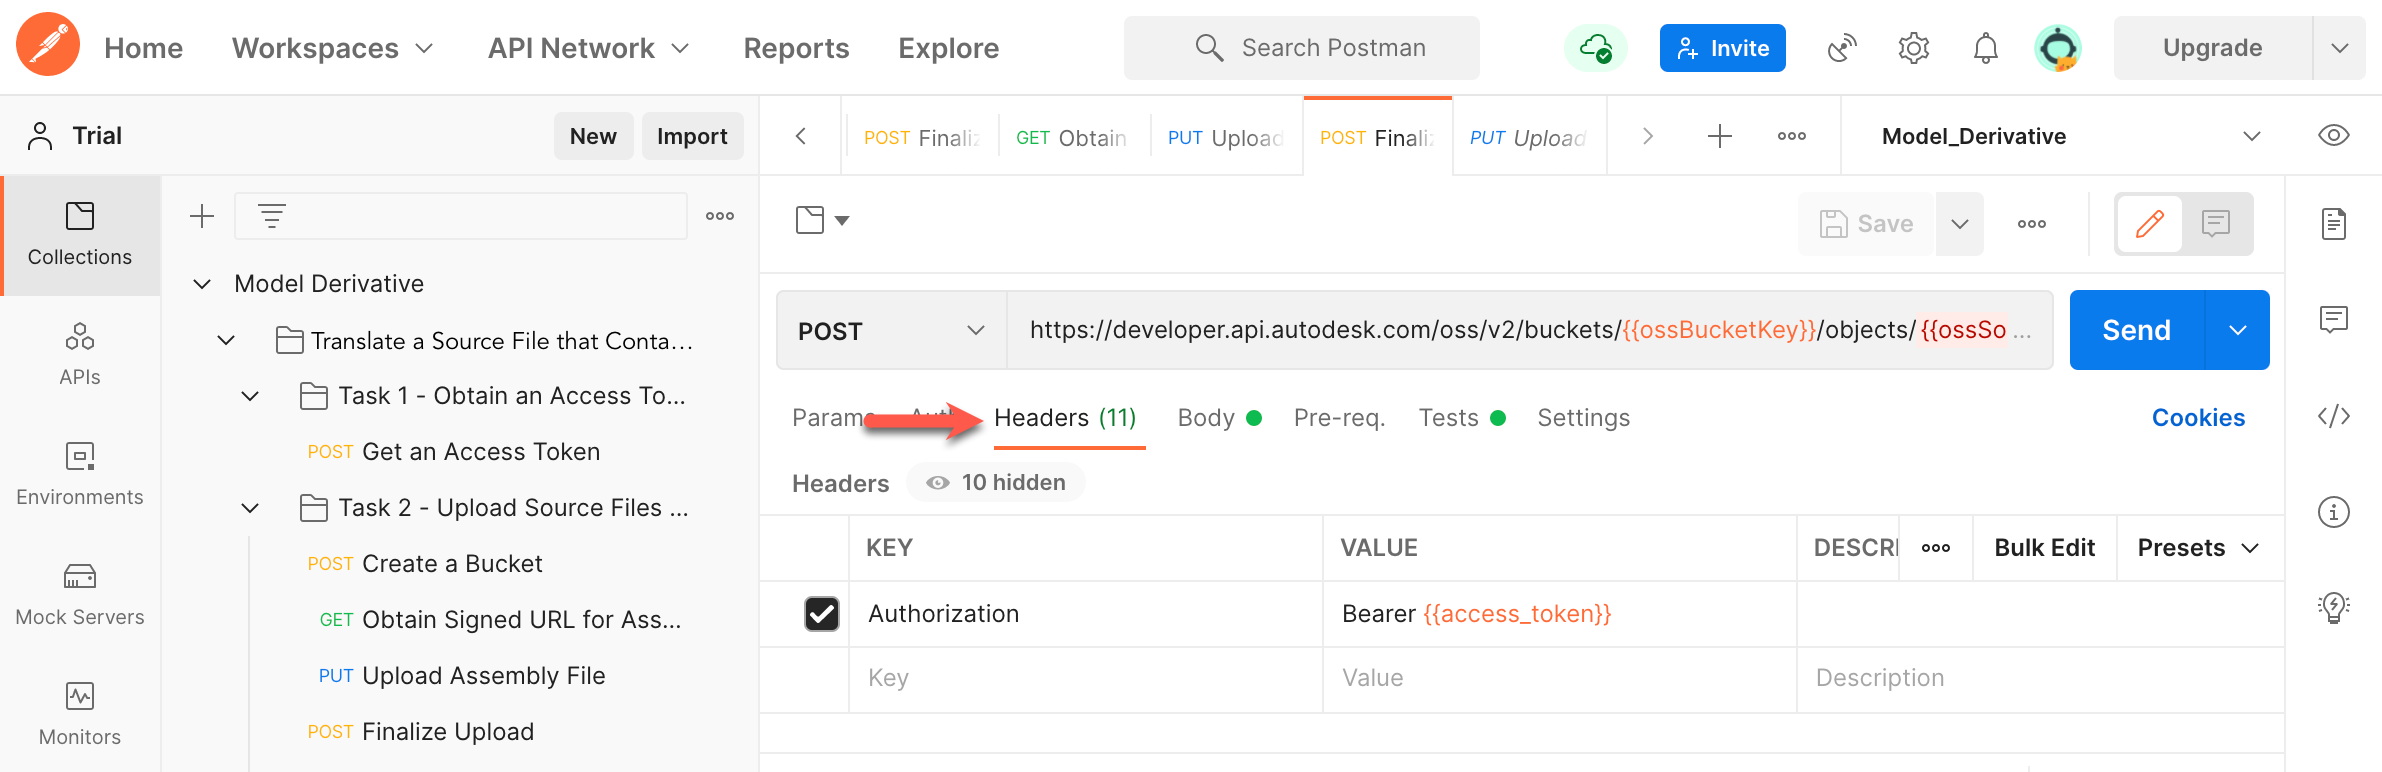 Home Workspaces API Network Reports Explore Search Postman Invite Upgrade
Trial New Import
POST Finaliz GET Obtain PUT Upload POST Finaliz PUT Upload Model_Derivative
Save
Collections
Model Derivative
Translate a Source File that Conta...
POST https://developer.api.autodesk.com/oss/v2/buckets/{{ossBucketKey}}/objects/{{ossSo ... Send
APIs
Task 1 - Obtain an Access To...
Params Auth Headers (11) Body Pre-req. Tests Settings Cookies
POST Get an Access Token
Environments
Headers 10 hidden
Task 2 - Upload Source Files ...
KEY VALUE DESCRI Bulk Edit Presets
POST Create a Bucket
Mock Servers
GET Obtain Signed URL for Ass...
Authorization Bearer {{access_token}}
PUT Upload Assembly File
Key Value Description
Monitors
POST Finalize Upload